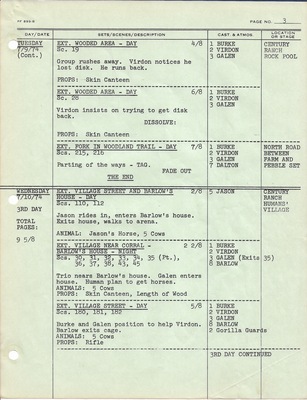 PAGE NO. 3
DAY/DATE SETS/SCENES/DESCRIPTION CAST & ATMOS. LOCATION OR STAGE
TUESDAY EXT. WOODED AREA - DAY 4/8 1 BURKE CENTURY
7/9/74 Sc. 19 2 VIRDON RANCH
(Cont.) 3 GALEN ROCK POOL
Group rushes away. Virdon notices he
lost disk. He runs back.
PROPS: Skin Canteen
EXT. WOODED AREA - DAY 6/8 1 BURKE
Sc. 28 2 VIRDON
3 GALEN
Virdon insists on trying to get disk
back.
DISSOLVE:
PROPS: Skin Canteen
EXT. FORK IN WOODLAND TRAIL - DAY 7/8 1 BURKE NORTH ROAD
Scs. 215, 216 2 VIRDON BETWEEN
3 GALEN FARM AND
Parting of the ways - TAG. 7 DALTON PEBBLE SET
FADE OUT
THE END
WEDNESDAY EXT. VILLAGE STREET AND BARLOW'S 2/8 5 JASON CENTURY
7/10/74 HOUSE - DAY RANCH
Scs. 110, 112 HUMANS'
3RD DAY VILLAGE
Jason rides in, enters Barlow's house.
TOTAL Exits house, walks to arena.
PAGES:
ANIMAL: Jason's Horse, 5 Cows
9 5/8
EXT. VILLAGE NEAR CORRAL - 2 2/8 1 BURKE
BARLOW'S HOUSE - NIGHT 2 VIRDON
Scs. 30, 31, 32, 33, 34, 35 (Pt.), 3 GALEN (Exits 35)
36, 37, 38, 43, 45 8 BARLOW
Trio nears Barlow's house. Galen enters
house. Human plan to get horses.
ANIMALS: 5 Cows
PROPS: Skin Canteen, Length of Wood
EXT. VILLAGE STREET - DAY 5/8 1 BURKE
Scs. 180, 181, 182 2 VIRDON
3 GALEN
Burke and Galen position to help Virdon. 8 BARLOW
Barlow exits cage. 2 Gorilla Guards
ANIMALS: 5 Cows
PROPS: Rifle
3RD DAY CONTINUED